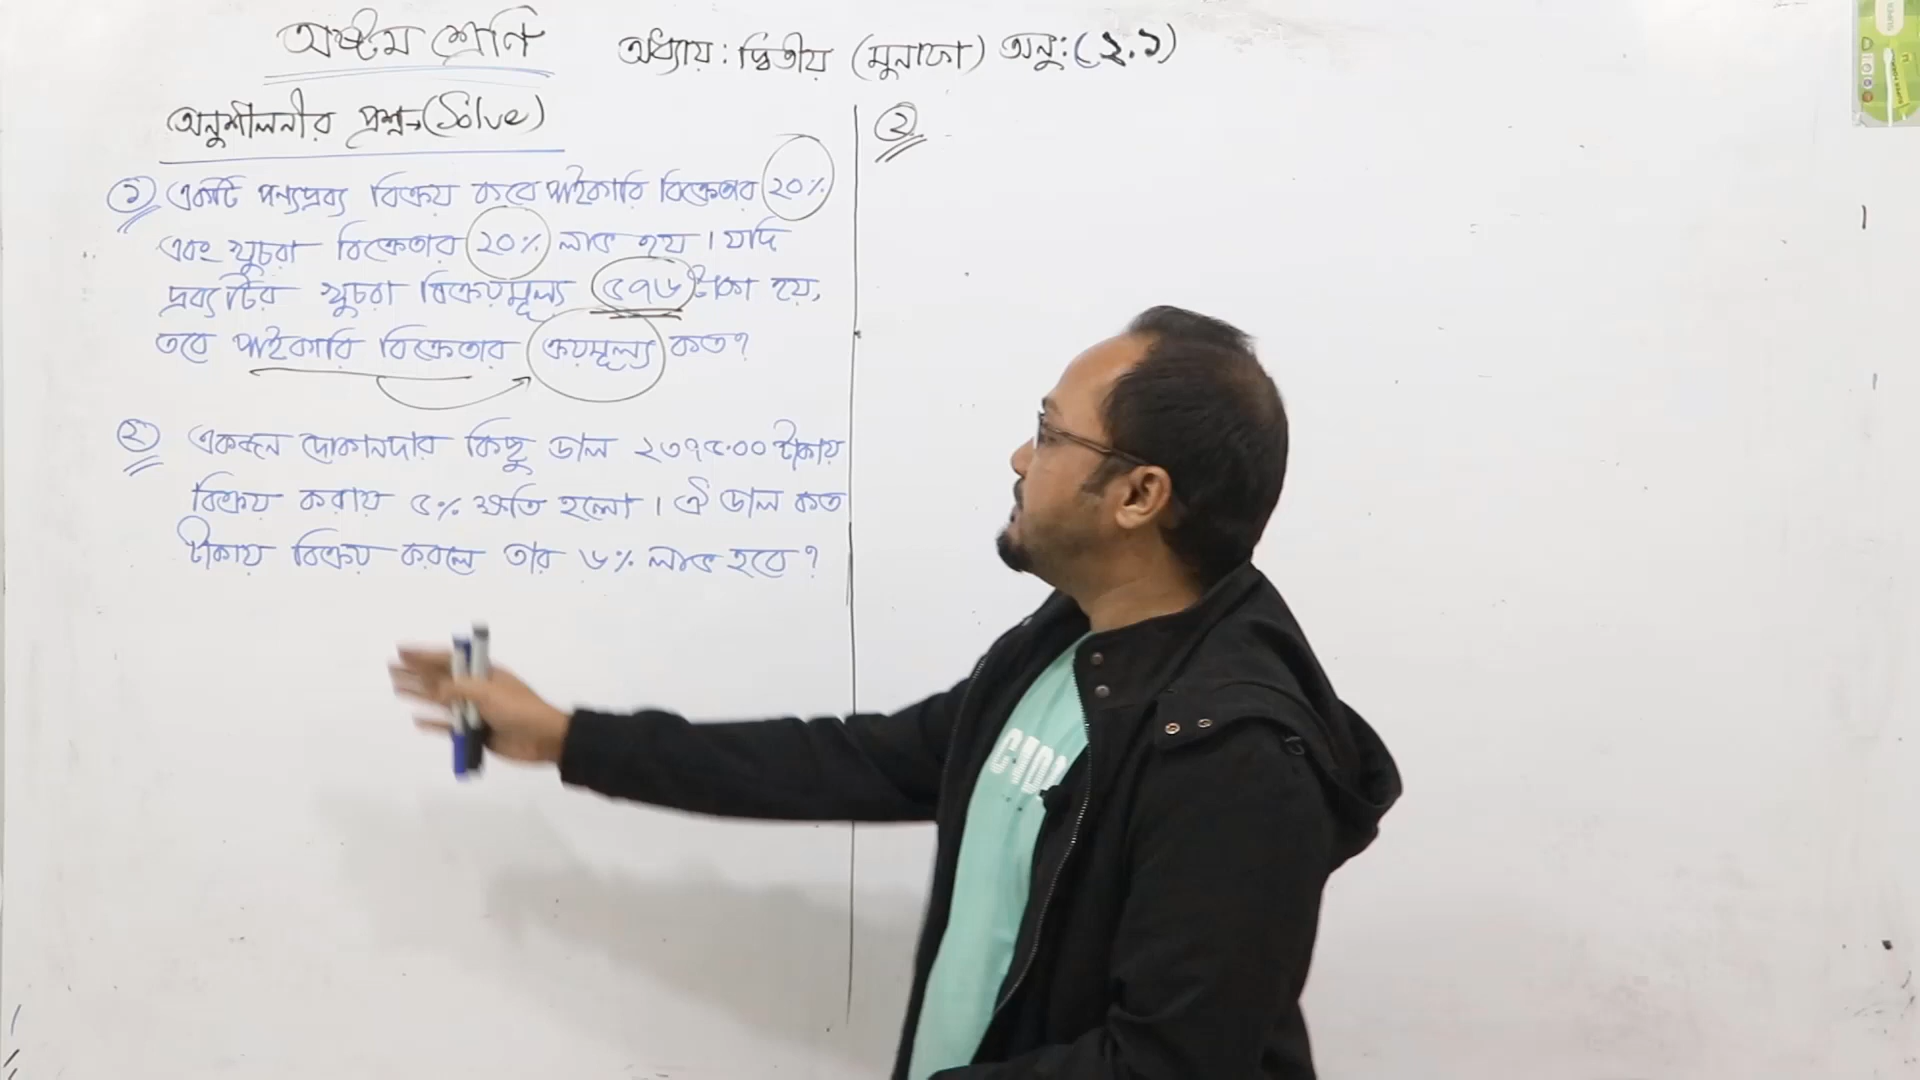 অষ্টম শ্রেণি
অধ্যায়: দ্বিতীয় (মুনাফা) অনু:(২.১)
অনুশীলনীর প্রশ্ন→(Solve)
১ একটি পণ্যদ্রব্য বিক্রয় করে পাইকারি বিক্রেতার ২০%
এবং খুচরা বিক্রেতার ২০% লাভ হয়। যদি
দ্রব্যটির খুচরা বিক্রয়মূল্য ৫৭৬ টাকা হয়,
তবে পাইকারি বিক্রেতার ক্রয়মূল্য কত?
২ একজন দোকানদার কিছু ডাল ২৩৭৫.০০ টাকায়
বিক্রয় করায় ৫% ক্ষতি হলো। ঐ ডাল কত
টাকায় বিক্রয় করলে তার ৬% লাভ হবে?
২